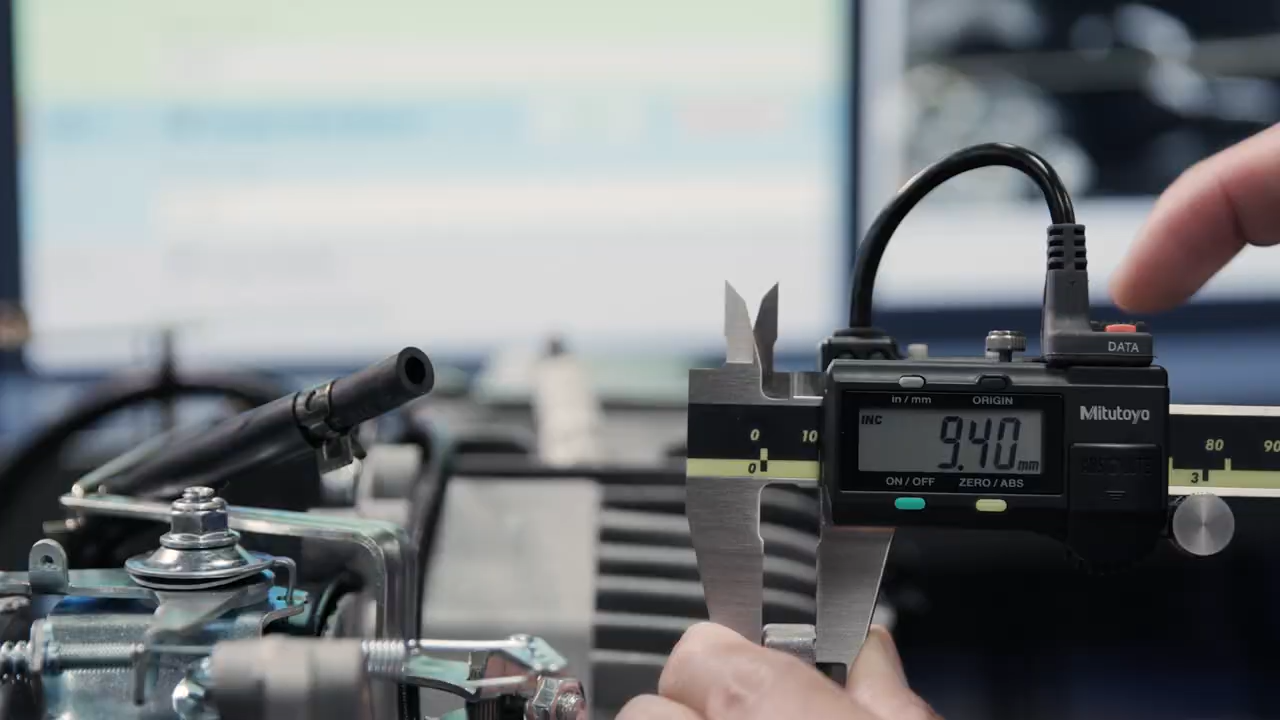 DATA
in / mm ORIGIN
Mitutoyo
INC
9.40 mm
0 10 80 90
0 3
ON / OFF ZERO / ABS
ABSOLUTE